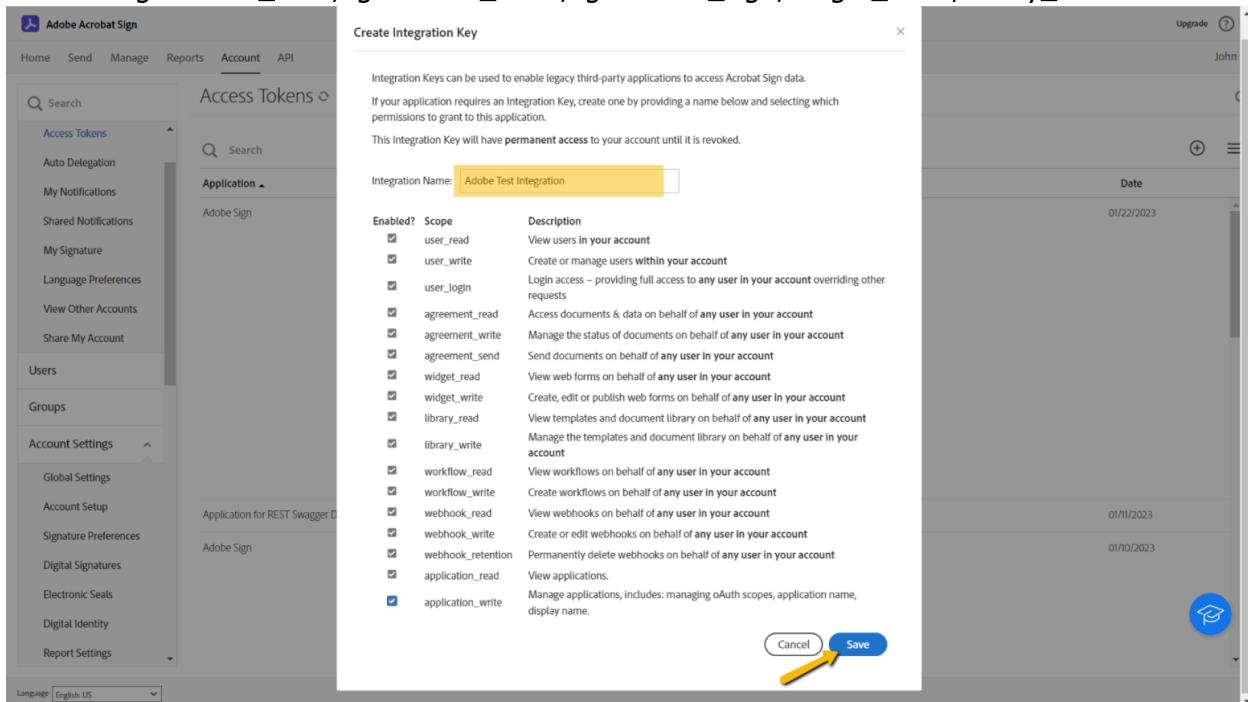 Adobe Acrobat Sign
Upgrade ?
Home Send Manage Reports Account API John
Search
Access Tokens
Auto Delegation
My Notifications
Shared Notifications
My Signature
Language Preferences
View Other Accounts
Share My Account
Users
Groups
Account Settings
Global Settings
Account Setup
Signature Preferences
Digital Signatures
Electronic Seals
Digital Identity
Report Settings
Language English: US
Access Tokens
Search
Application Date
Adobe Sign 01/22/2023
Application for REST Swagger D 01/11/2023
Adobe Sign 01/10/2023
Create Integration Key
Integration Keys can be used to enable legacy third-party applications to access Acrobat Sign data.
If your application requires an Integration Key, create one by providing a name below and selecting which
permissions to grant to this application.
This Integration Key will have permanent access to your account until it is revoked.
Integration Name: Adobe Test Integration
Enabled? Scope Description
user_read View users in your account
user_write Create or manage users within your account
user_login Login access – providing full access to any user in your account overriding other
requests
agreement_read Access documents & data on behalf of any user in your account
agreement_write Manage the status of documents on behalf of any user in your account
agreement_send Send documents on behalf of any user in your account
widget_read View web forms on behalf of any user in your account
widget_write Create, edit or publish web forms on behalf of any user in your account
library_read View templates and document library on behalf of any user in your account
library_write Manage the templates and document library on behalf of any user in your
account
workflow_read View workflows on behalf of any user in your account
workflow_write Create workflows on behalf of any user in your account
webhook_read View webhooks on behalf of any user in your account
webhook_write Create or edit webhooks on behalf of any user in your account
webhook_retention Permanently delete webhooks on behalf of any user in your account
application_read View applications.
application_write Manage applications, includes: managing oAuth scopes, application name,
display name.
Cancel Save